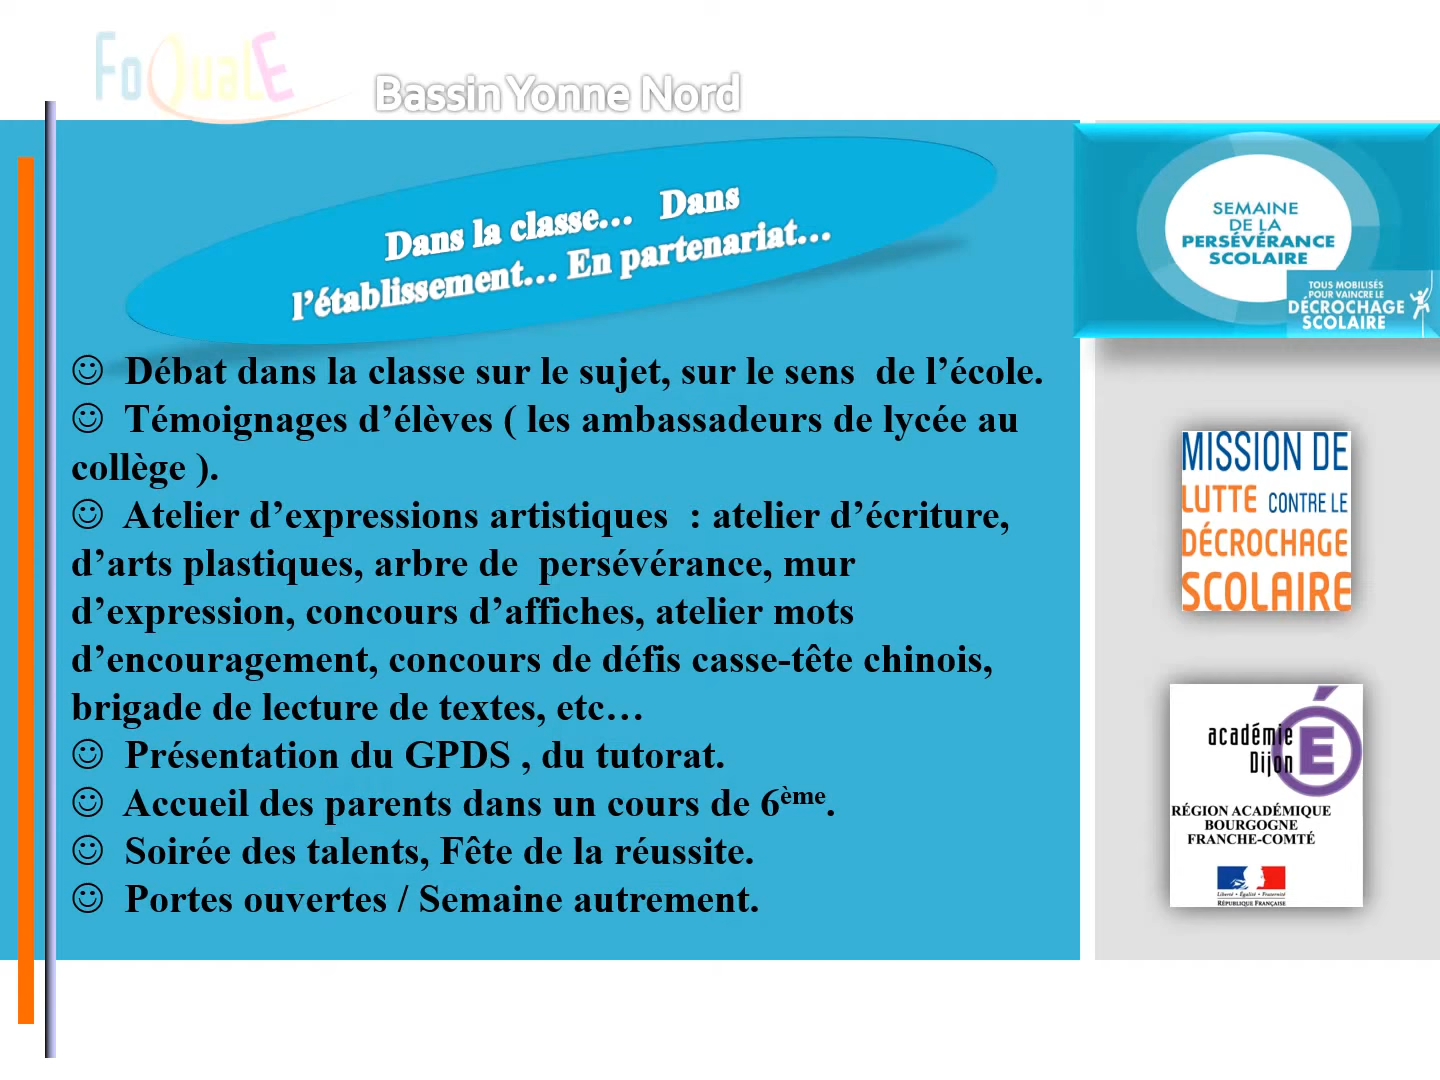 FoQualE
Bassin Yonne Nord
Dans la classe… Dans
l’établissement… En partenariat…
☺ Débat dans la classe sur le sujet, sur le sens de l’école.
☺ Témoignages d’élèves ( les ambassadeurs de lycée au
collège ).
☺ Atelier d’expressions artistiques : atelier d’écriture,
d’arts plastiques, arbre de persévérance, mur
d’expression, concours d’affiches, atelier mots
d’encouragement, concours de défis casse-tête chinois,
brigade de lecture de textes, etc…
☺ Présentation du GPDS , du tutorat.
☺ Accueil des parents dans un cours de 6ème.
☺ Soirée des talents, Fête de la réussite.
☺ Portes ouvertes / Semaine autrement.
SEMAINE
DE LA
PERSÉVÉRANCE
SCOLAIRE
TOUS MOBILISÉS
POUR VAINCRE LE
DÉCROCHAGE
SCOLAIRE
MISSION DE
LUTTE CONTRE LE
DÉCROCHAGE
SCOLAIRE
académie
Dijon
É
RÉGION ACADÉMIQUE
BOURGOGNE
FRANCHE-COMTÉ
Liberté • Égalité • Fraternité
RÉPUBLIQUE FRANÇAISE